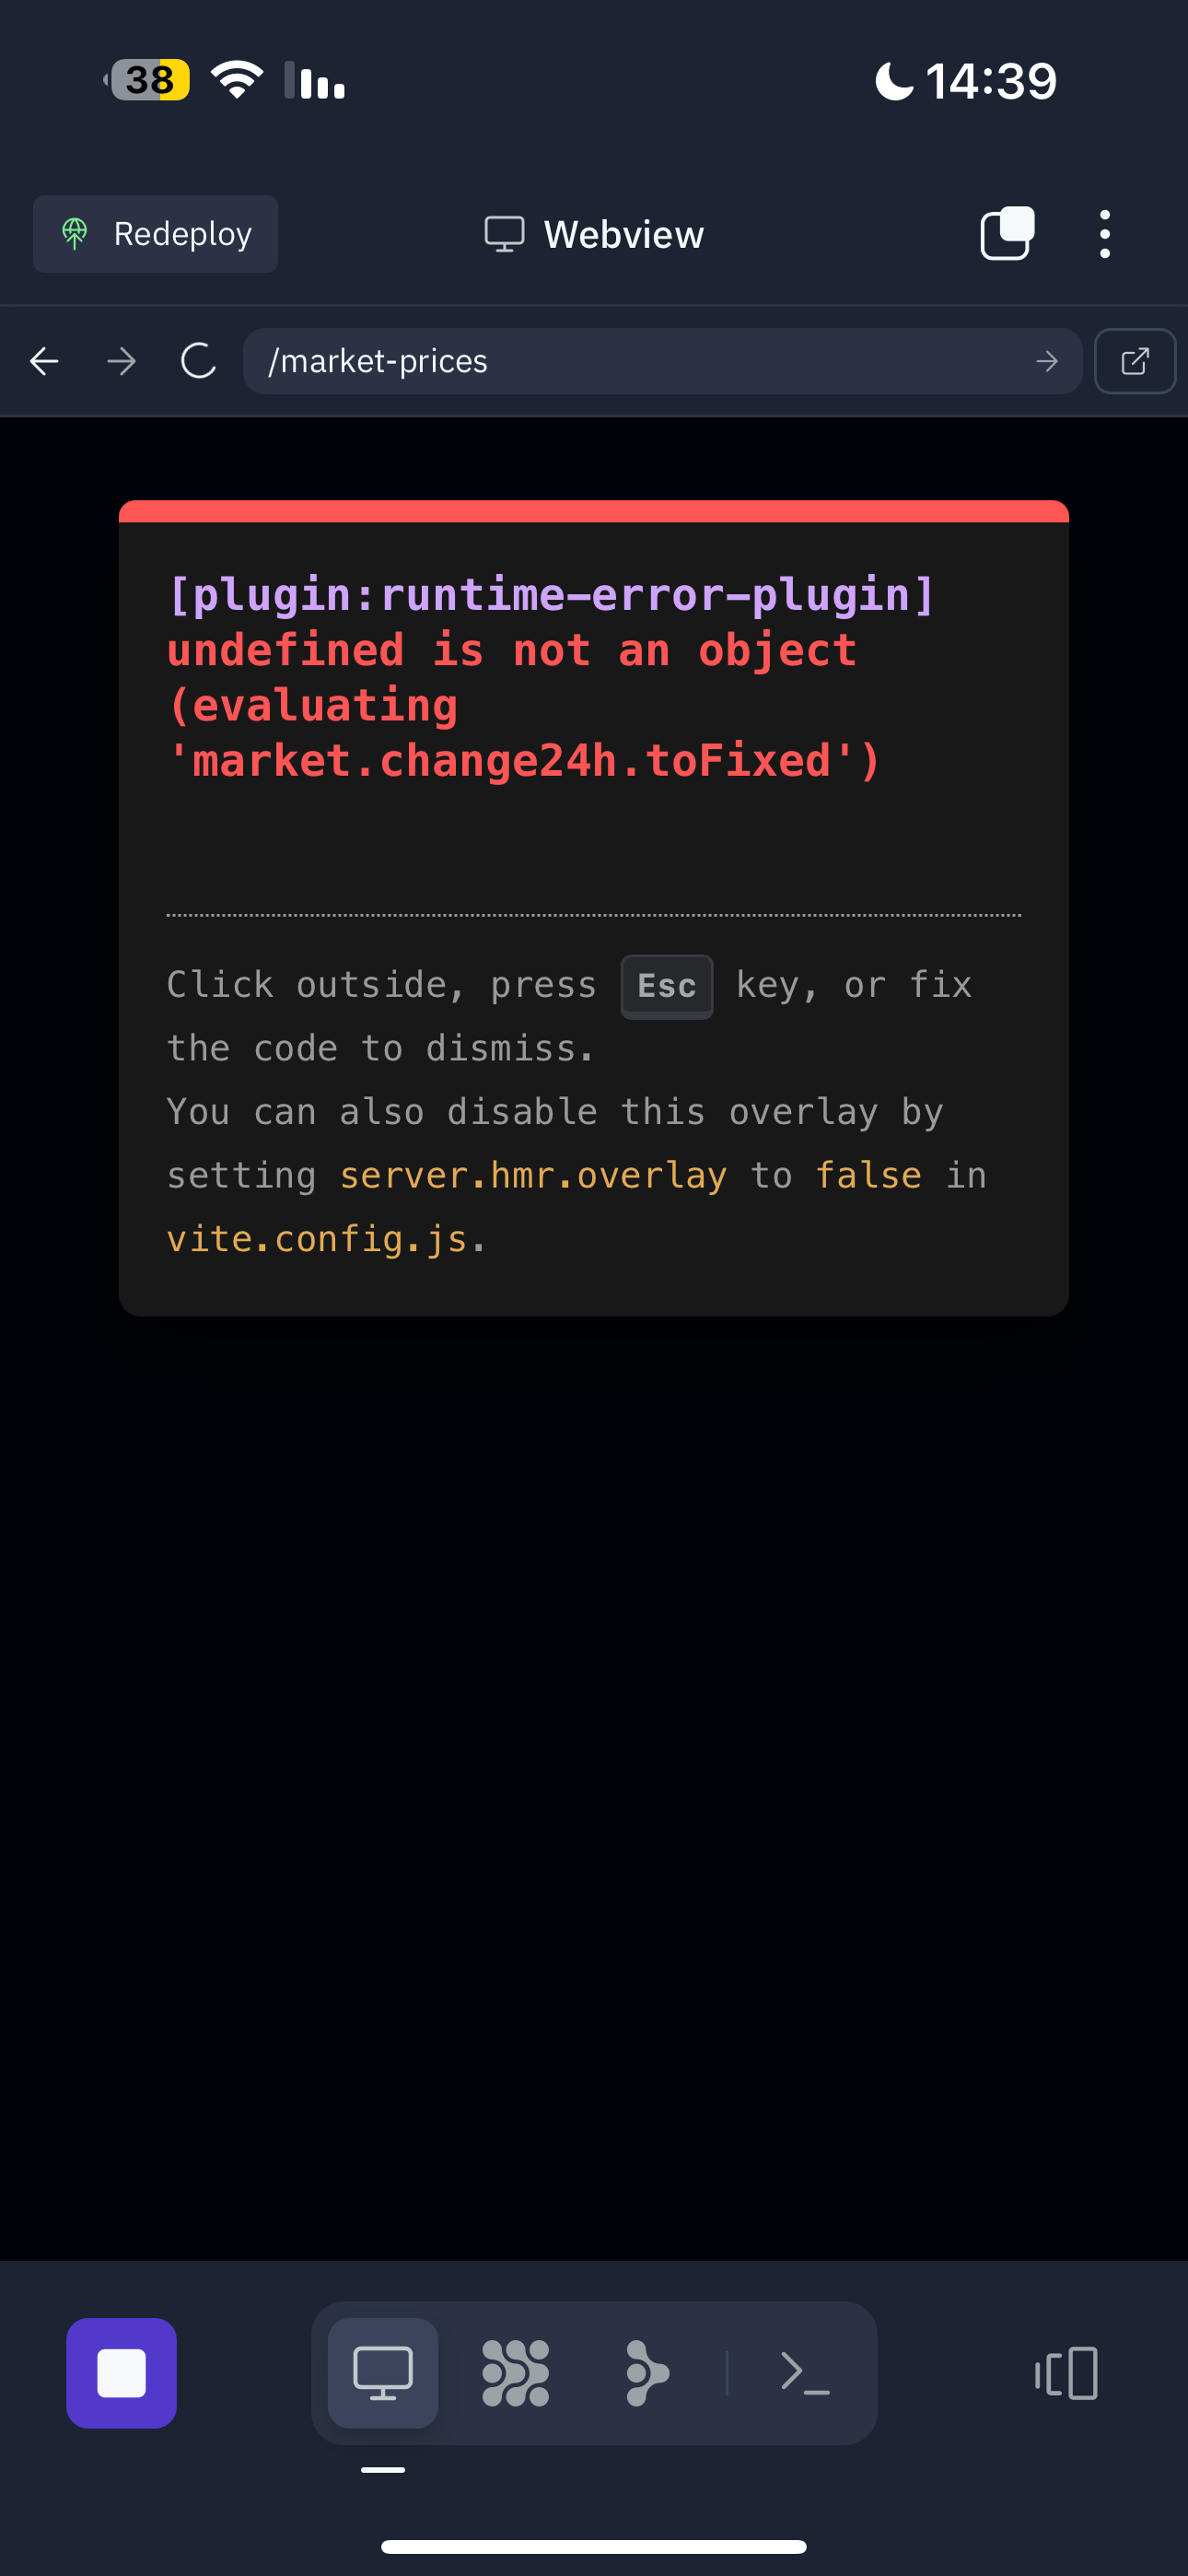 38
14:39
Redeploy
Webview
/market-prices
[plugin:runtime-error-plugin]
undefined is not an object
(evaluating
'market.change24h.toFixed')
Click outside, press Esc key, or fix
the code to dismiss.
You can also disable this overlay by
setting server.hmr.overlay to false in
vite.config.js.